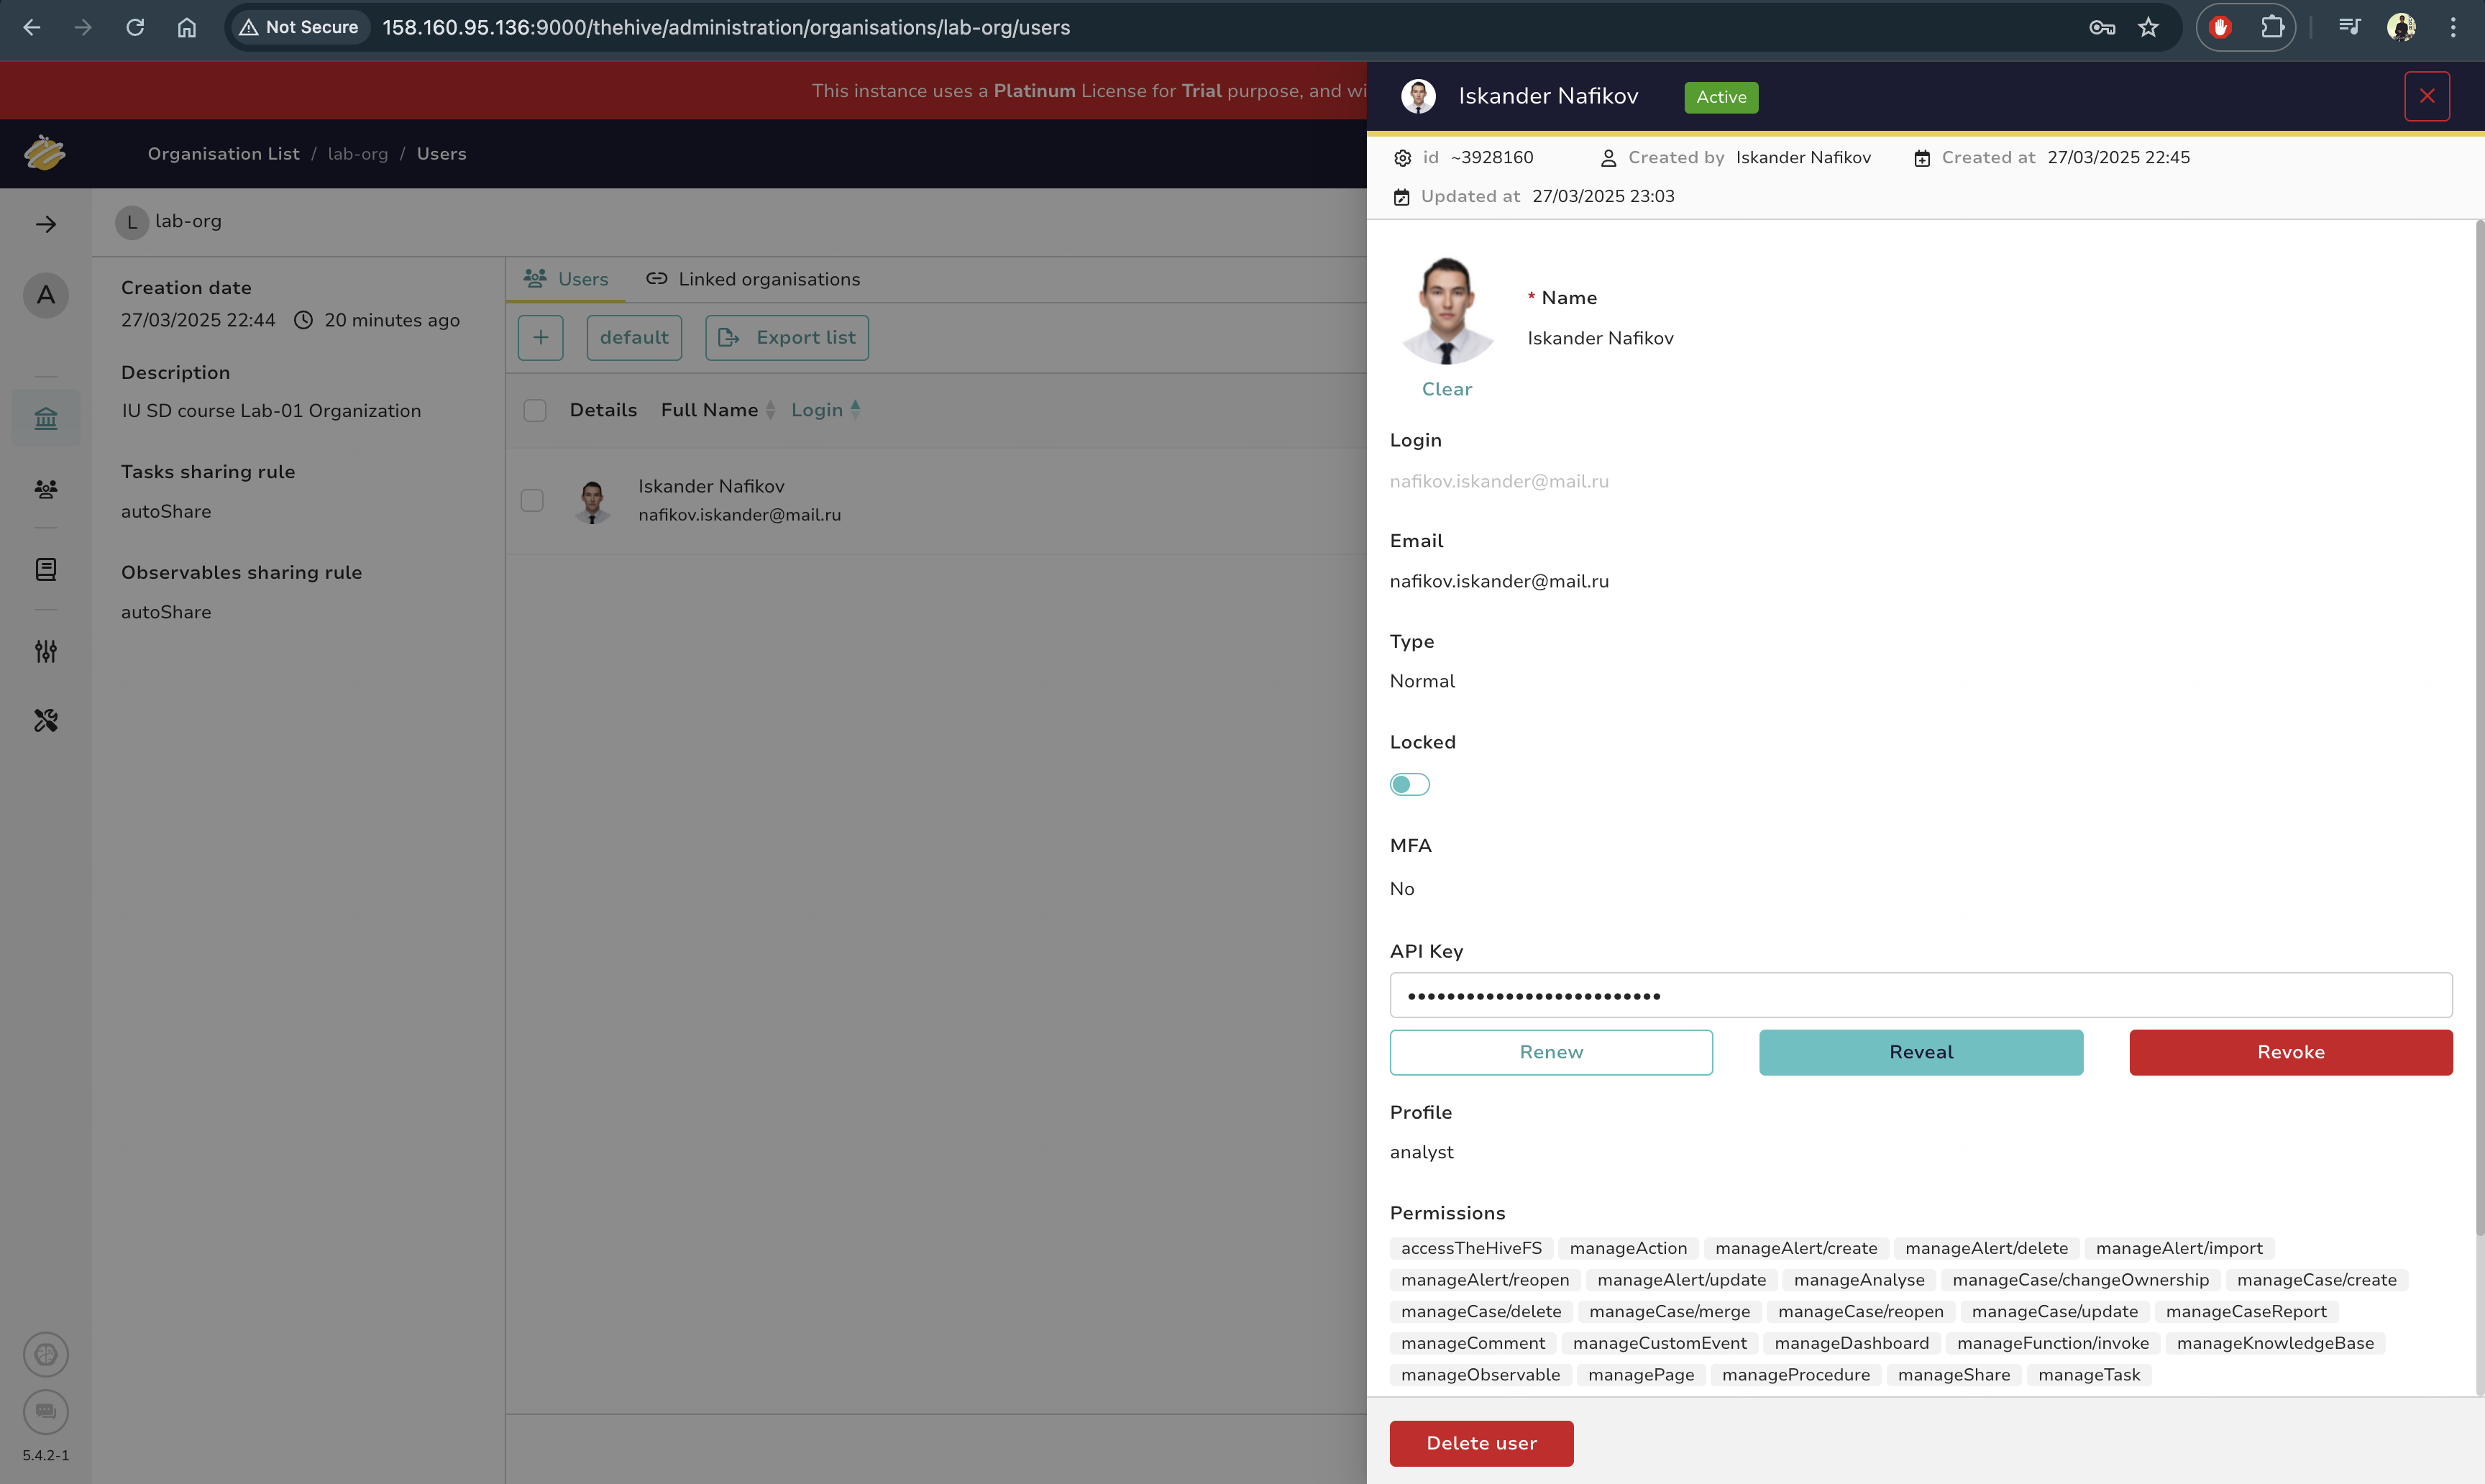 Not Secure 158.160.95.136:9000/thehive/administration/organisations/lab-org/users
This instance uses a Platinum License for Trial purpose, and wi
Organisation List / lab-org / Users
L lab-org
A
Creation date
27/03/2025 22:44 20 minutes ago
Description
IU SD course Lab-01 Organization
Tasks sharing rule
autoShare
Observables sharing rule
autoShare
5.4.2-1
Users Linked organisations
+ default Export list
Details Full Name Login
Iskander Nafikov
nafikov.iskander@mail.ru
Iskander Nafikov Active
id ~3928160 Created by Iskander Nafikov Created at 27/03/2025 22:45
Updated at 27/03/2025 23:03
* Name
Iskander Nafikov
Clear
Login
nafikov.iskander@mail.ru
Email
nafikov.iskander@mail.ru
Type
Normal
Locked
MFA
No
API Key
••••••••••••••••••••••••••
Renew Reveal Revoke
Profile
analyst
Permissions
accessTheHiveFS manageAction manageAlert/create manageAlert/delete manageAlert/import
manageAlert/reopen manageAlert/update manageAnalyse manageCase/changeOwnership manageCase/create
manageCase/delete manageCase/merge manageCase/reopen manageCase/update manageCaseReport
manageComment manageCustomEvent manageDashboard manageFunction/invoke manageKnowledgeBase
manageObservable managePage manageProcedure manageShare manageTask
Delete user